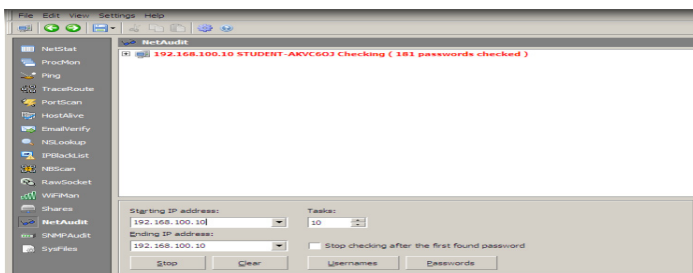 File Edit View Settings Help
NetAudit
192.168.100.10 STUDENT-AKVC6OJ Checking ( 181 passwords checked )
NetStat
ProcMon
Ping
TraceRoute
PortScan
HostAlive
EmailVerify
NSLookup
IPBlackList
NBScan
RawSocket
WiFiMan
Shares
NetAudit
SNMPAudit
SysFiles
Starting IP address:
Tasks:
192.168.100.10
10
Ending IP address:
192.168.100.10
Stop checking after the first found password
Stop
Clear
Usernames
Passwords